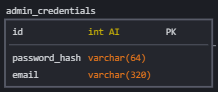 admin_credentials
id int AI PK
password_hash varchar(64)
email varchar(320)